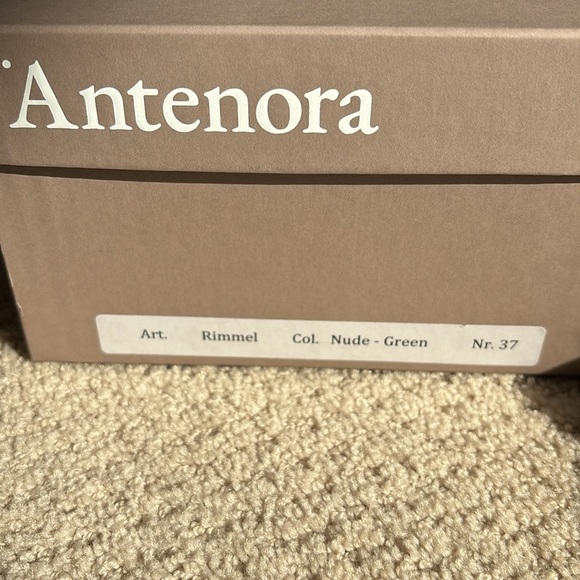 Antenora
Art. Rimmel Col. Nude - Green Nr. 37